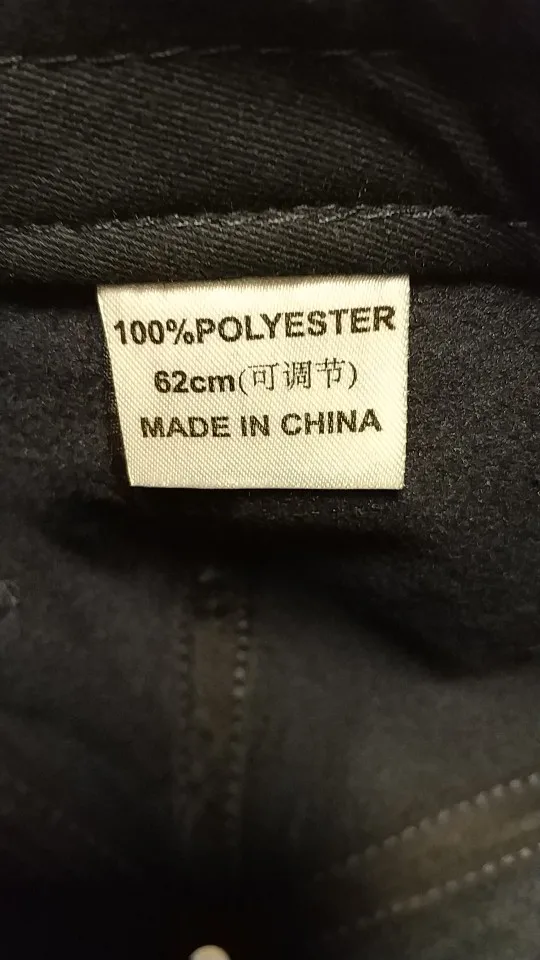 100%POLYESTER
62cm(可调节)
MADE IN CHINA